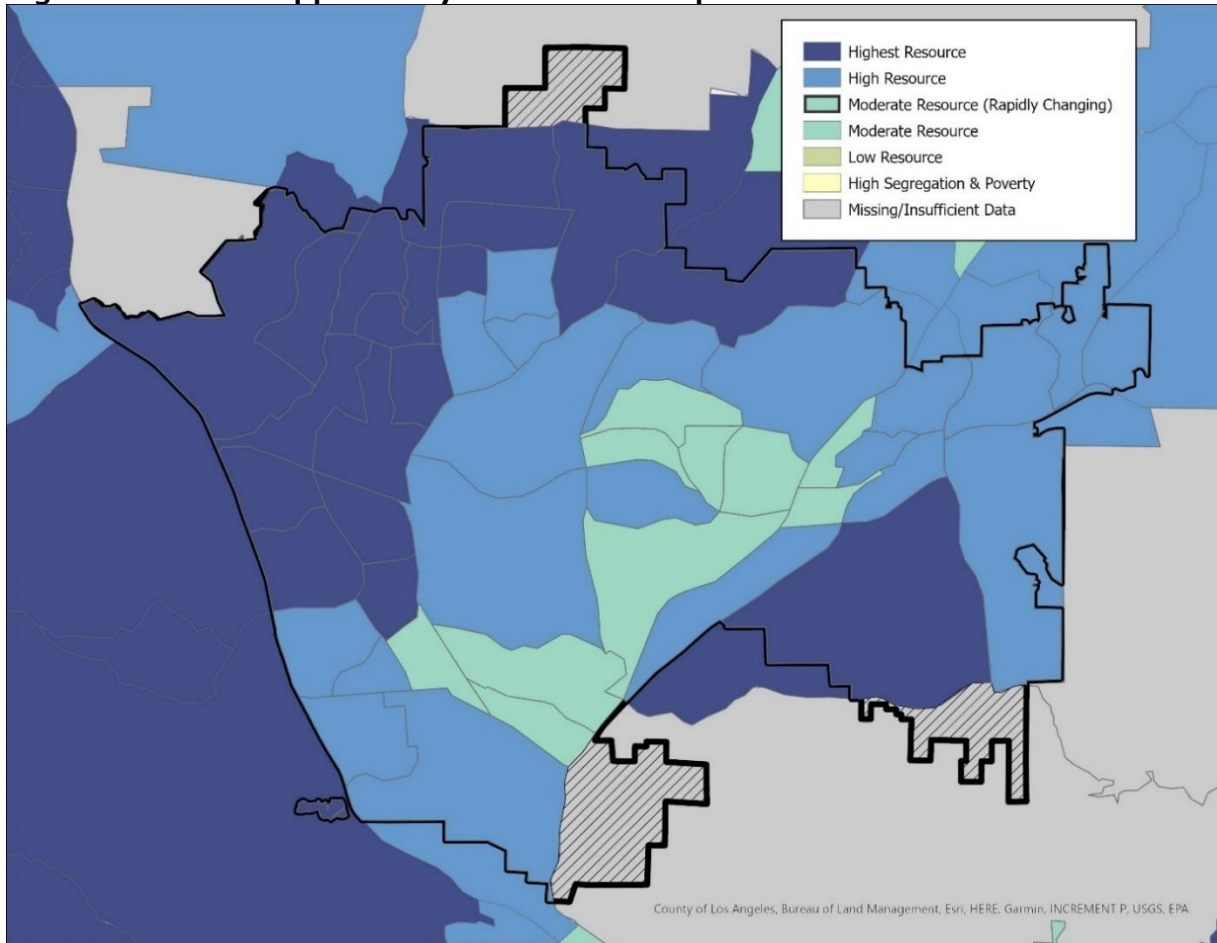 Highest Resource
High Resource
Moderate Resource (Rapidly Changing)
Moderate Resource
Low Resource
High Segregation & Poverty
Missing/Insufficient Data
County of Los Angeles, Bureau of Land Management, Esri, HERE, Garmin, INCREMENT P, USGS, EPA